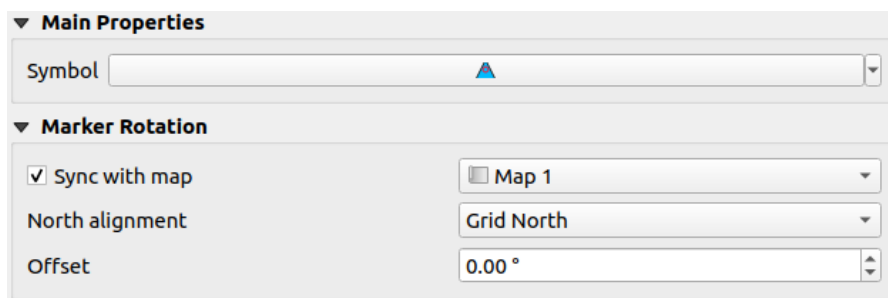 Main Properties
Symbol
Marker Rotation
Sync with map Map 1
North alignment Grid North
Offset 0.00 °